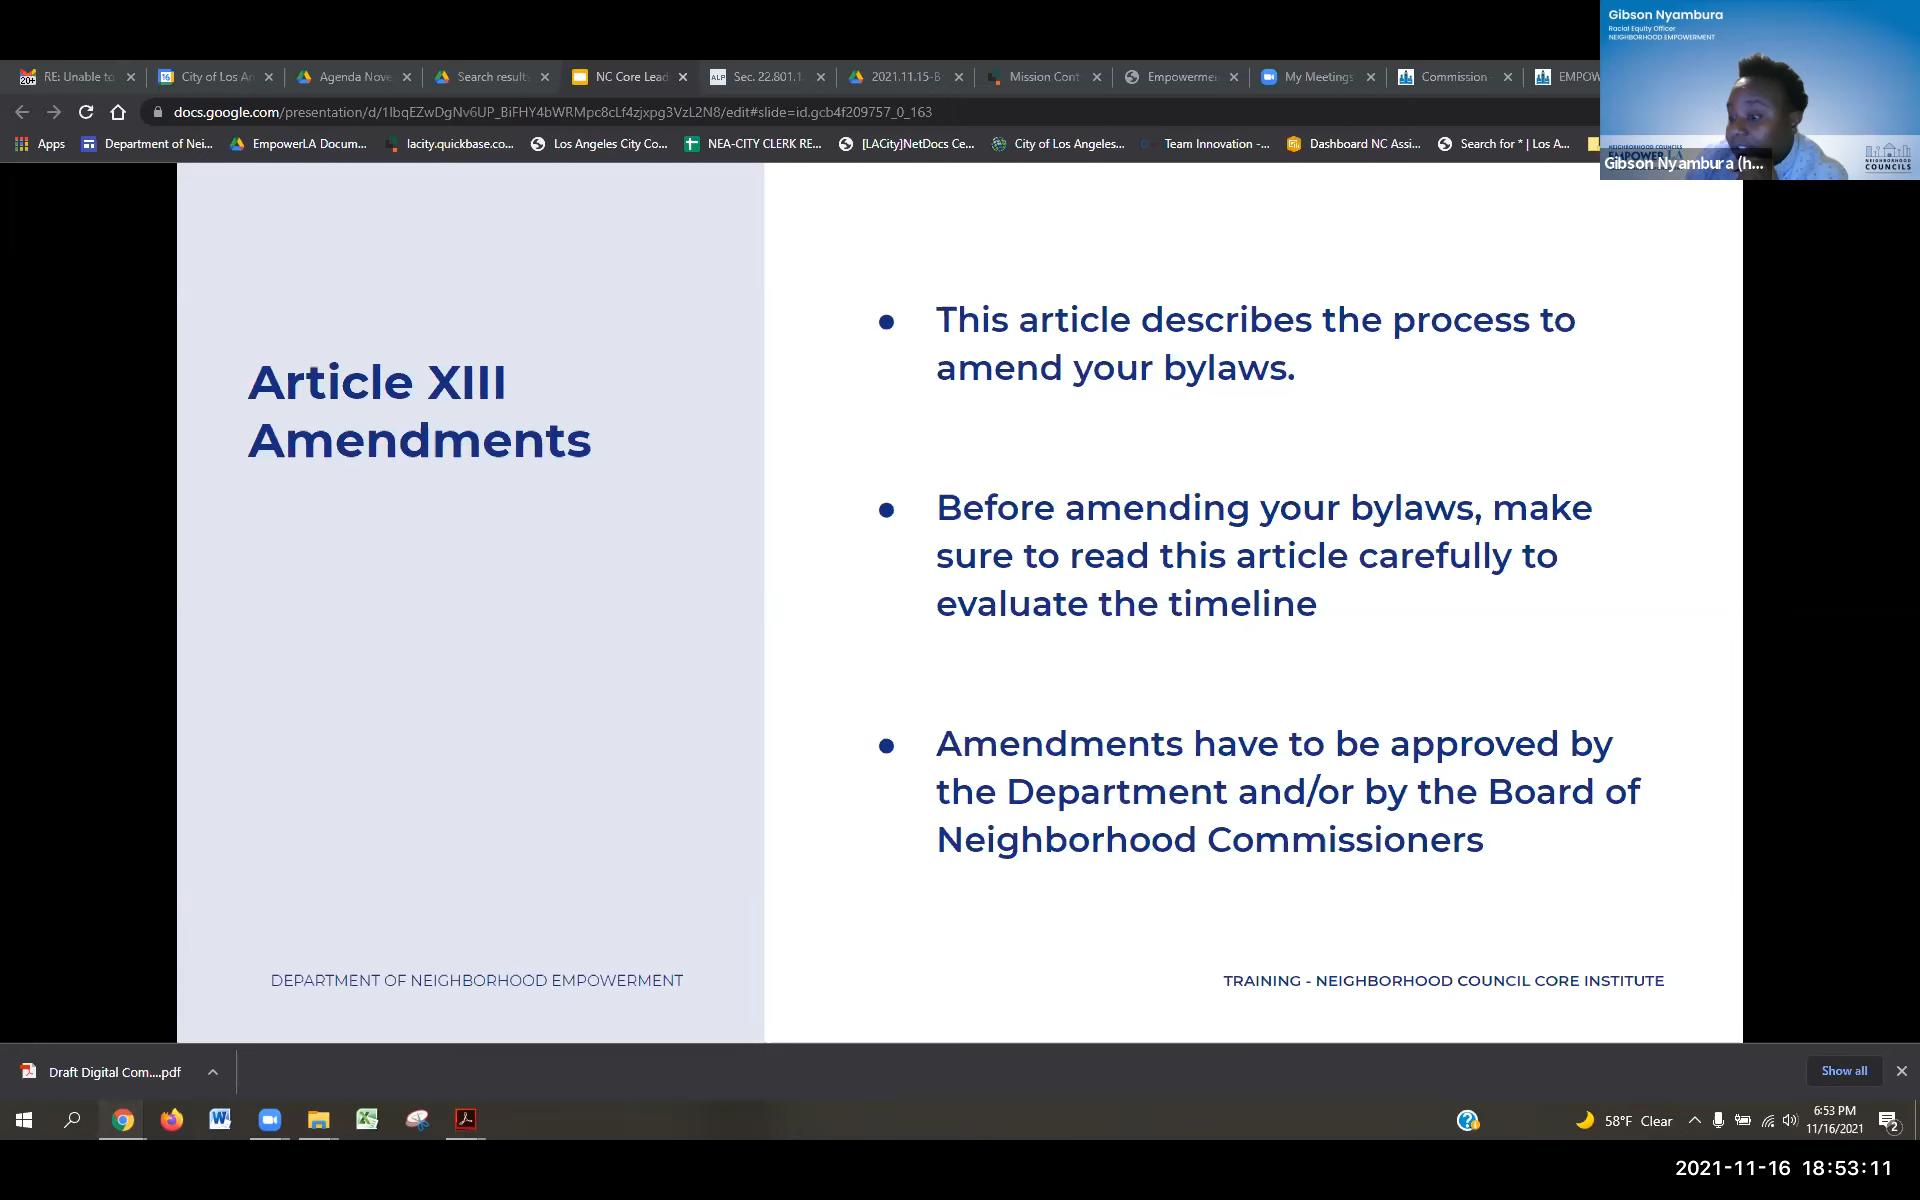 Gibson Nyambura
Racial Equity Officer
NEIGHBORHOOD EMPOWERMENT
RE: Unable to
City of Los An
Agenda Nove
Search results
NC Core Lead
Sec. 22.801.1
2021.11.15-B
Mission Cont
Empowerme
My Meetings
Commission
EMPOW
docs.google.com/presentation/d/1IbqEZwDgNv6UP_BiFHY4bWRMpc8cLf4zjxpg3VzL2N8/edit#slide=id.gcb4f209757_0_163
Apps
Department of Nei...
EmpowerLA Docum...
lacity.quickbase.co...
Los Angeles City Co...
NEA-CITY CLERK RE...
[LACity]NetDocs Ce...
City of Los Angeles...
Team Innovation -...
Dashboard NC Assi...
Search for * | Los A...
Gibson Nyambura (h...
NEIGHBORHOOD
COUNCILS
Article XIII
Amendments
● This article describes the process to
amend your bylaws.
● Before amending your bylaws, make
sure to read this article carefully to
evaluate the timeline
● Amendments have to be approved by
the Department and/or by the Board of
Neighborhood Commissioners
DEPARTMENT OF NEIGHBORHOOD EMPOWERMENT
TRAINING - NEIGHBORHOOD COUNCIL CORE INSTITUTE
Draft Digital Com....pdf
Show all
58°F Clear
6:53 PM
11/16/2021
2
2021-11-16 18:53:11